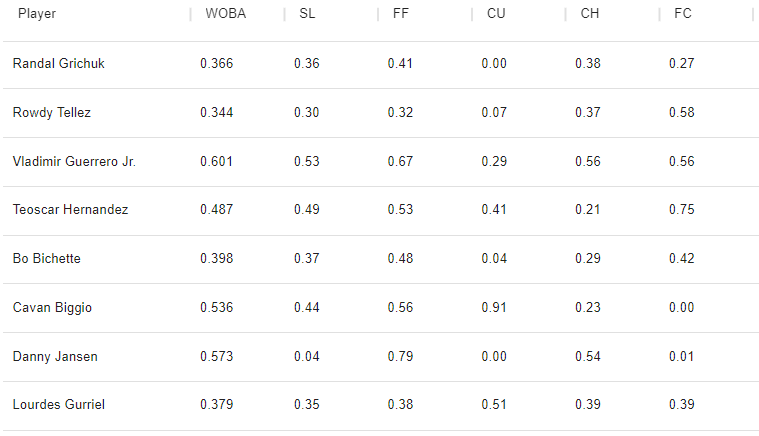 Player WOBA SL FF CU CH FC
Randal Grichuk 0.366 0.36 0.41 0.00 0.38 0.27
Rowdy Tellez 0.344 0.30 0.32 0.07 0.37 0.58
Vladimir Guerrero Jr. 0.601 0.53 0.67 0.29 0.56 0.56
Teoscar Hernandez 0.487 0.49 0.53 0.41 0.21 0.75
Bo Bichette 0.398 0.37 0.48 0.04 0.29 0.42
Cavan Biggio 0.536 0.44 0.56 0.91 0.23 0.00
Danny Jansen 0.573 0.04 0.79 0.00 0.54 0.01
Lourdes Gurriel 0.379 0.35 0.38 0.51 0.39 0.39